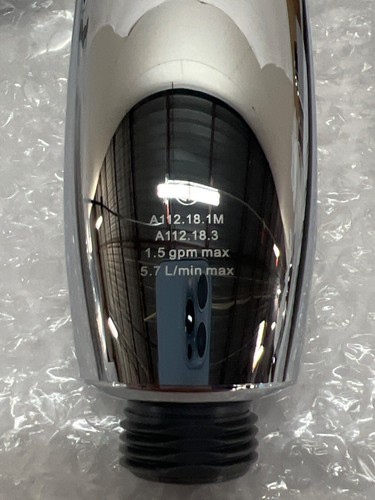 A112.18.1M
A112.18.3
1.5 gpm max
5.7 L/min max